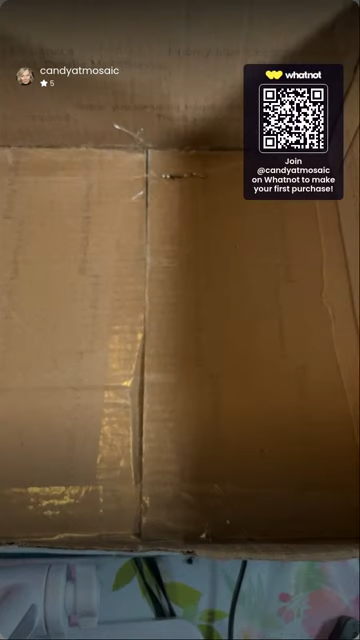 candyatmosaic
★ 5
whatnot
Join
@candyatmosaic
on Whatnot to make
your first purchase!